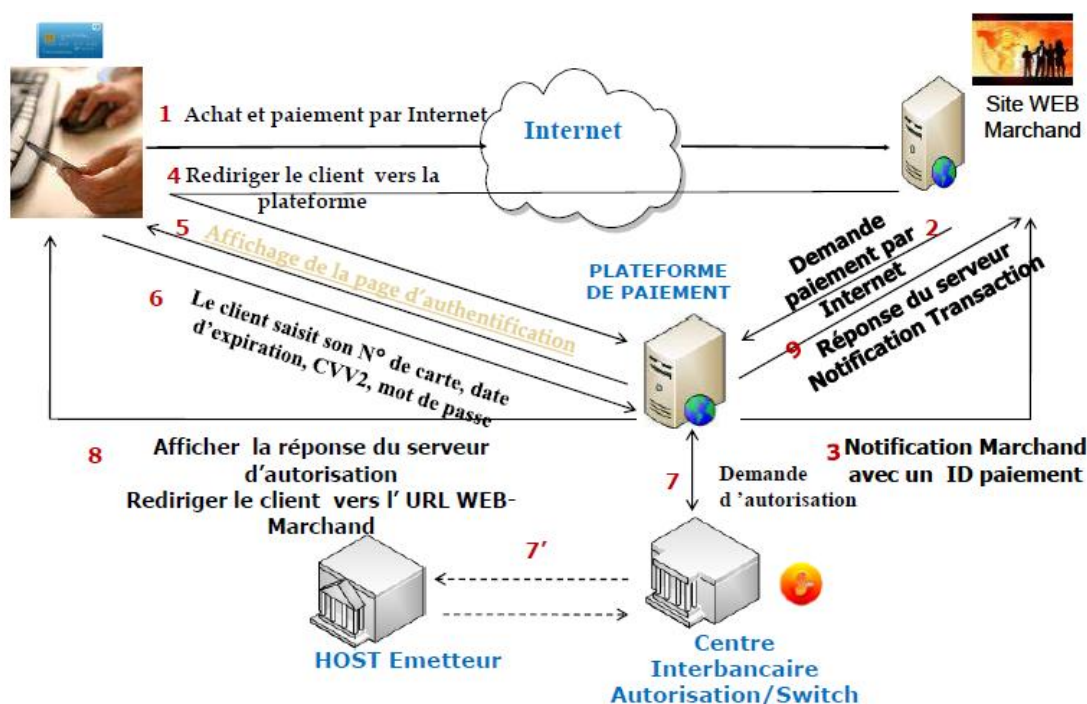 Site WEB
Marchand
1 Achat et paiement par Internet
Internet
4 Rediriger le client vers la
plateforme
5 Affichage de la page d'authentification
2
Demande
paiement par
Internet
PLATEFORME
DE PAIEMENT
6 Le client saisit son N° de carte, date
d'expiration, CVV2, mot de passe
9 Réponse du serveur
Notification Transaction
8 Afficher la réponse du serveur
d'autorisation
Rediriger le client vers l' URL WEB-
Marchand
7 Demande
d 'autorisation
3 Notification Marchand
avec un ID paiement
7'
HOST Emetteur
Centre
Interbancaire
Autorisation/Switch